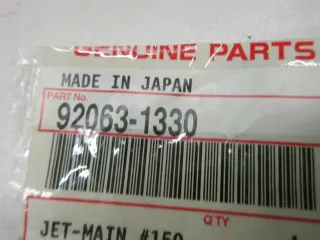 GENUINE PARTS
MADE IN JAPAN
PART No.
92063-1330
Q'TY
JET-MAIN #150